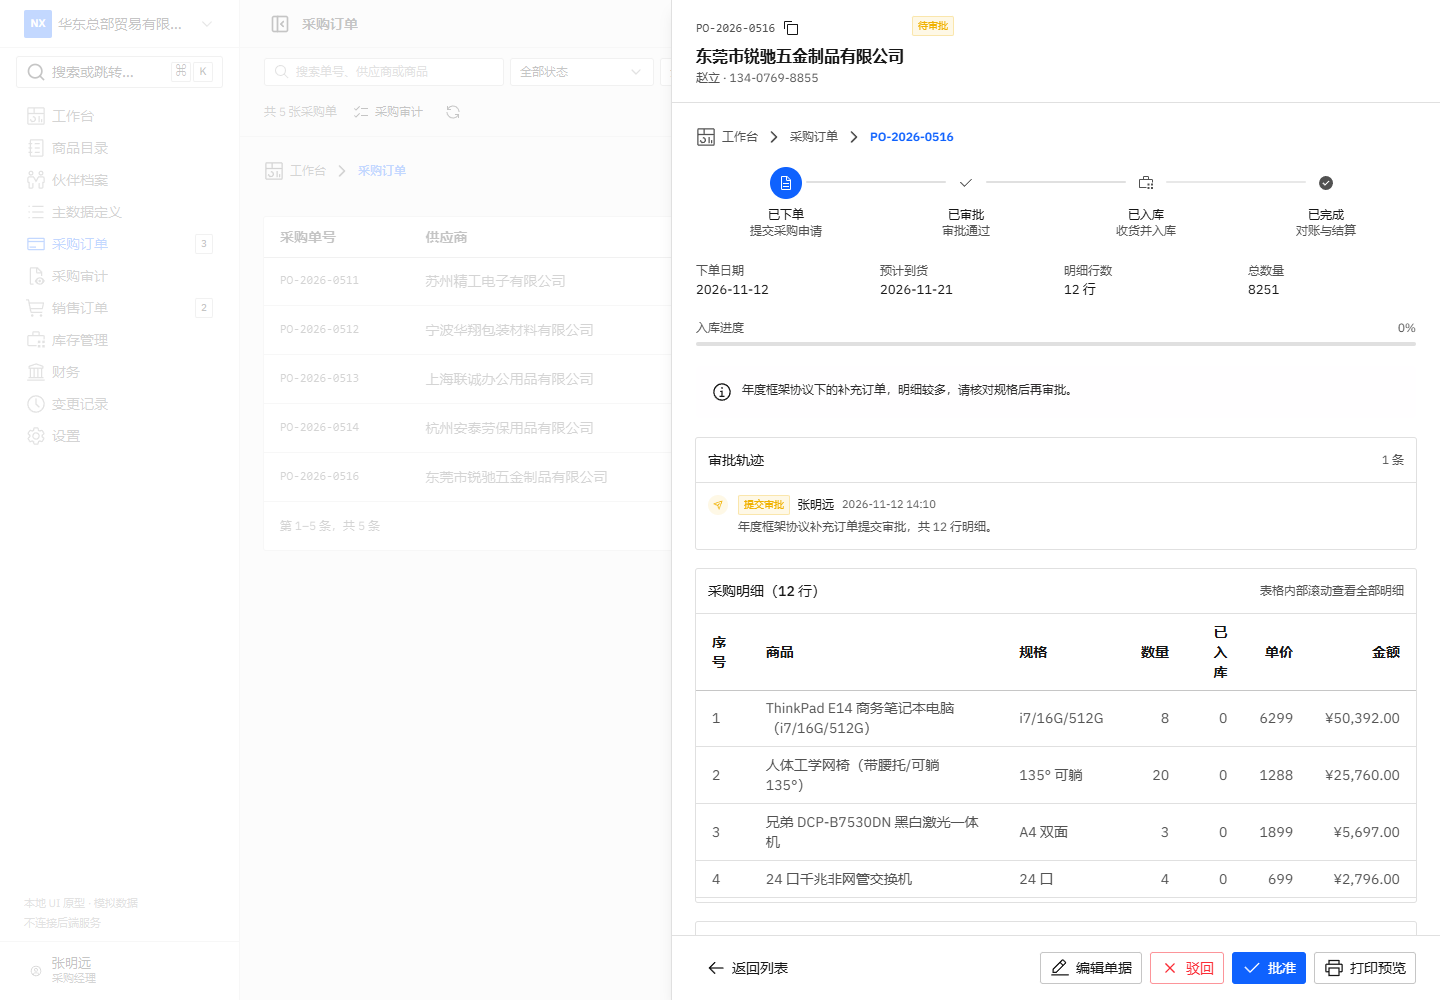 NX 华东总部贸易有限...
搜索或跳转... ⌘ K
工作台
商品目录
伙伴档案
主数据定义
采购订单 3
采购审计
销售订单 2
库存管理
财务
变更记录
设置
本地 UI 原型 · 模拟数据
不连接后端服务
张明远
采购经理
采购订单
搜索单号、供应商或商品
全部状态
共 5 张采购单
采购审计
工作台
采购订单
采购单号 供应商
PO-2026-0511 苏州精工电子有限公司
PO-2026-0512 宁波华翔包装材料有限公司
PO-2026-0513 上海联诚办公用品有限公司
PO-2026-0514 杭州安泰劳保用品有限公司
PO-2026-0516 东莞市锐驰五金制品有限公司
第 1–5 条，共 5 条
PO-2026-0516 待审批
东莞市锐驰五金制品有限公司
赵立 · 134-0769-8855
工作台 采购订单 PO-2026-0516
已下单 已审批 已入库 已完成
提交采购申请 审批通过 收货并入库 对账与结算
下单日期 预计到货 明细行数 总数量
2026-11-12 2026-11-21 12 行 8251
入库进度 0%
年度框架协议下的补充订单，明细较多，请核对规格后再审批。
审批轨迹 1 条
提交审批 张明远 2026-11-12 14:10
年度框架协议补充订单提交审批，共 12 行明细。
采购明细（12 行） 表格内部滚动查看全部明细
序号 商品 规格 数量 已入库 单价 金额
1 ThinkPad E14 商务笔记本电脑（i7/16G/512G） i7/16G/512G 8 0 6299 ¥50,392.00
2 人体工学网椅（带腰托/可躺 135°） 135° 可躺 20 0 1288 ¥25,760.00
3 兄弟 DCP-B7530DN 黑白激光一体机 A4 双面 3 0 1899 ¥5,697.00
4 24 口千兆非网管交换机 24 口 4 0 699 ¥2,796.00
返回列表 编辑单据 驳回 批准 打印预览